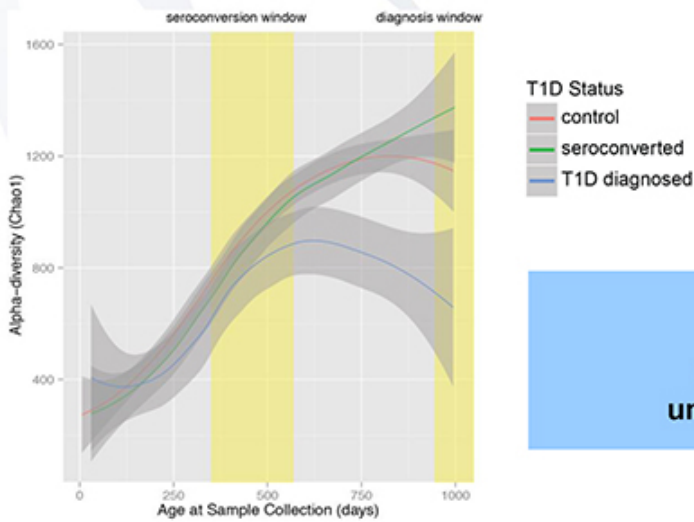 seroconversion window
diagnosis window
1600
1200
800
400
Alpha-diversity (Chao1)
0
250
500
750
1000
Age at Sample Collection (days)
T1D Status
control
seroconverted
T1D diagnosed